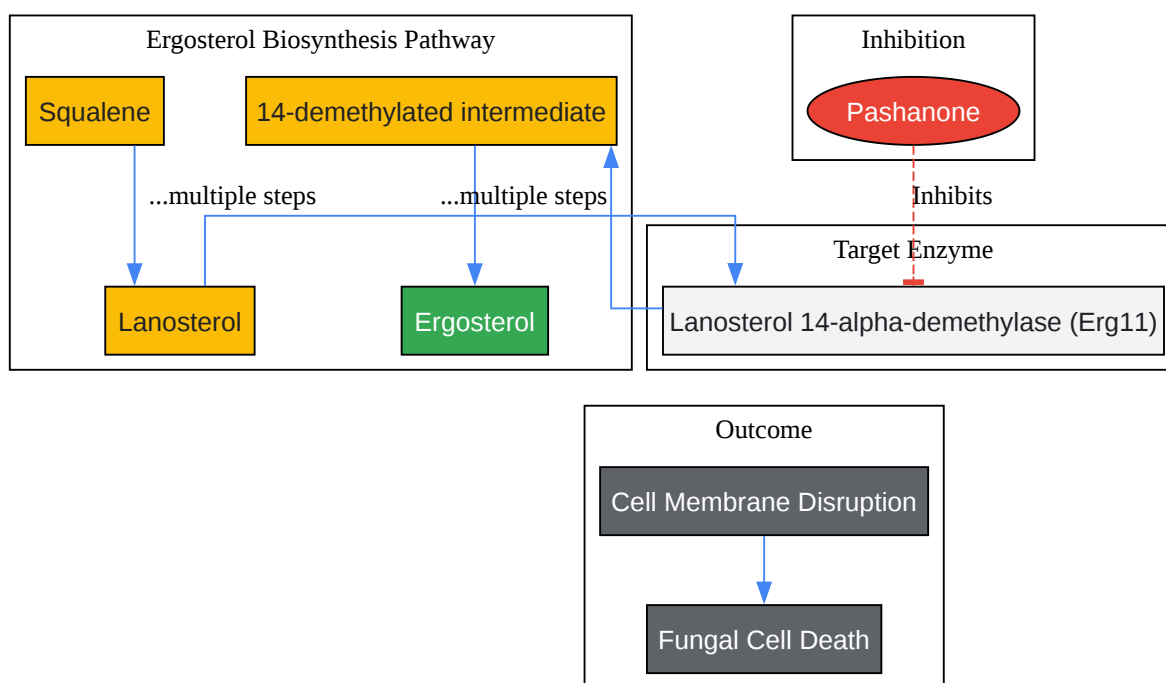 Ergosterol Biosynthesis Pathway
Squalene
14-demethylated intermediate
...multiple steps
...multiple steps
Lanosterol
Ergosterol
Inhibition
Pashanone
Inhibits
Target Enzyme
Lanosterol 14-alpha-demethylase (Erg11)
Outcome
Cell Membrane Disruption
Fungal Cell Death